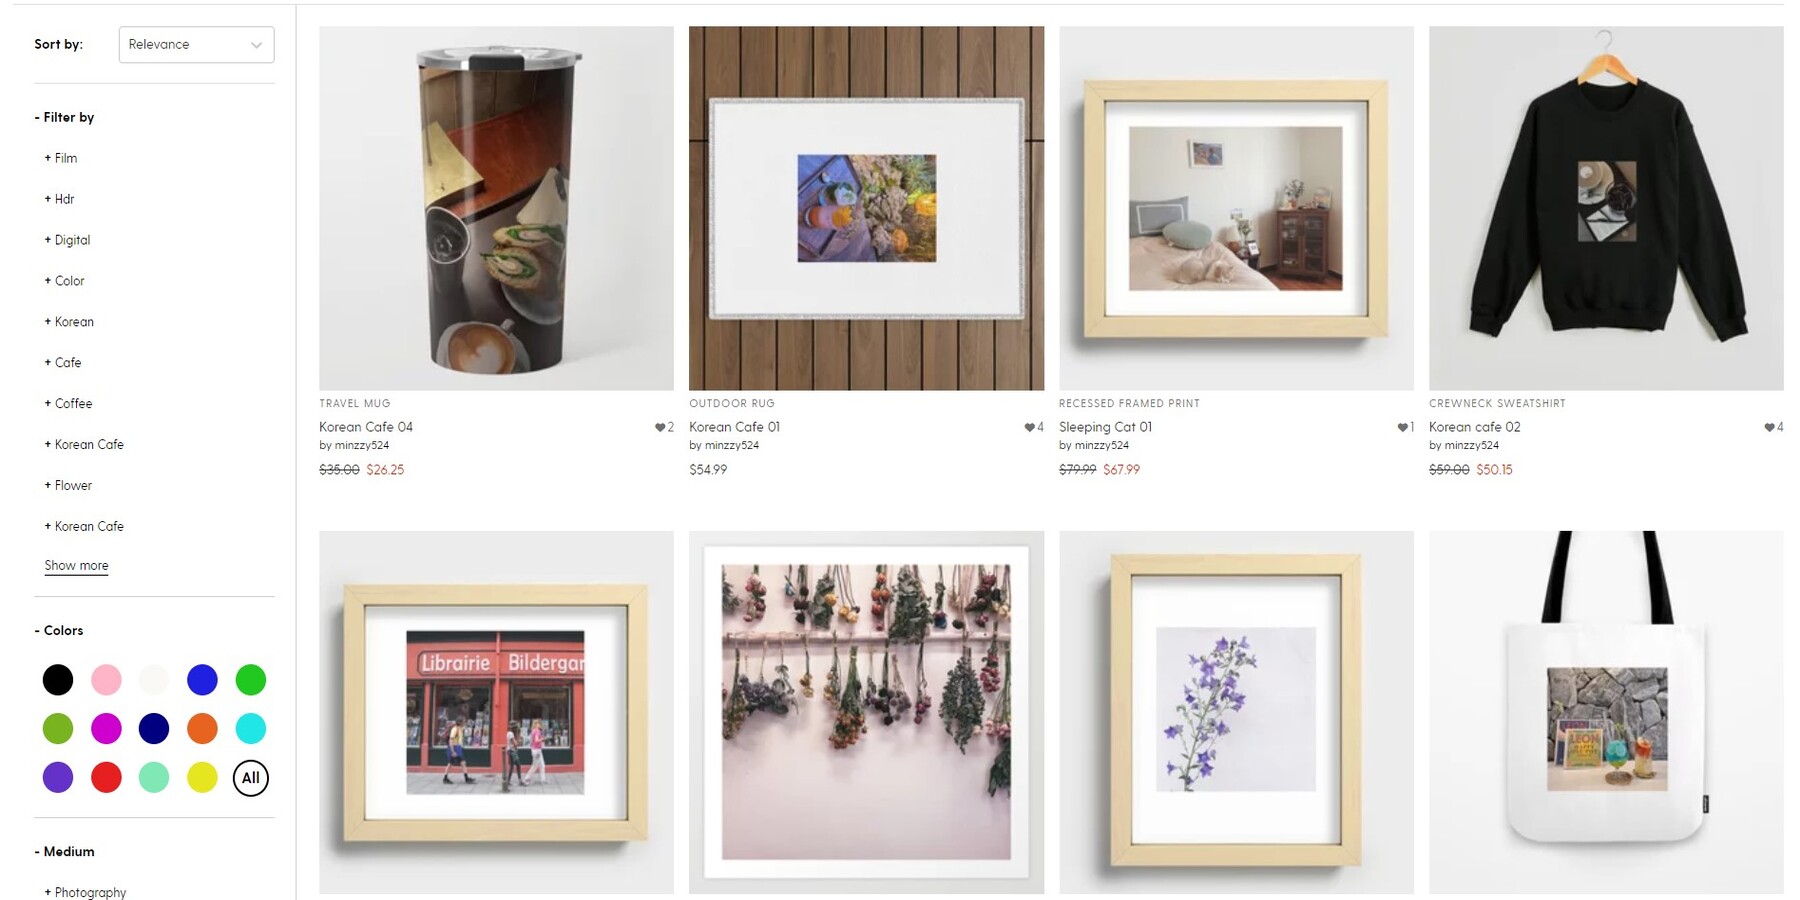 Sort by:
Relevance
- Filter by
+ Film
+ Hdr
+ Digital
+ Color
+ Korean
+ Cafe
+ Coffee
+ Korean Cafe
+ Flower
+ Korean Cafe
Show more
- Colors
All
- Medium
+ Photography
TRAVEL MUG
Korean Cafe 04
2
by minzzy524
$35.00 $26.25
OUTDOOR RUG
Korean Cafe 01
4
by minzzy524
$54.99
RECESSED FRAMED PRINT
Sleeping Cat 01
1
by minzzy524
$79.99 $67.99
CREWNECK SWEATSHIRT
Korean cafe 02
4
by minzzy524
$59.00 $50.15
Librairie Bildergar
LEON